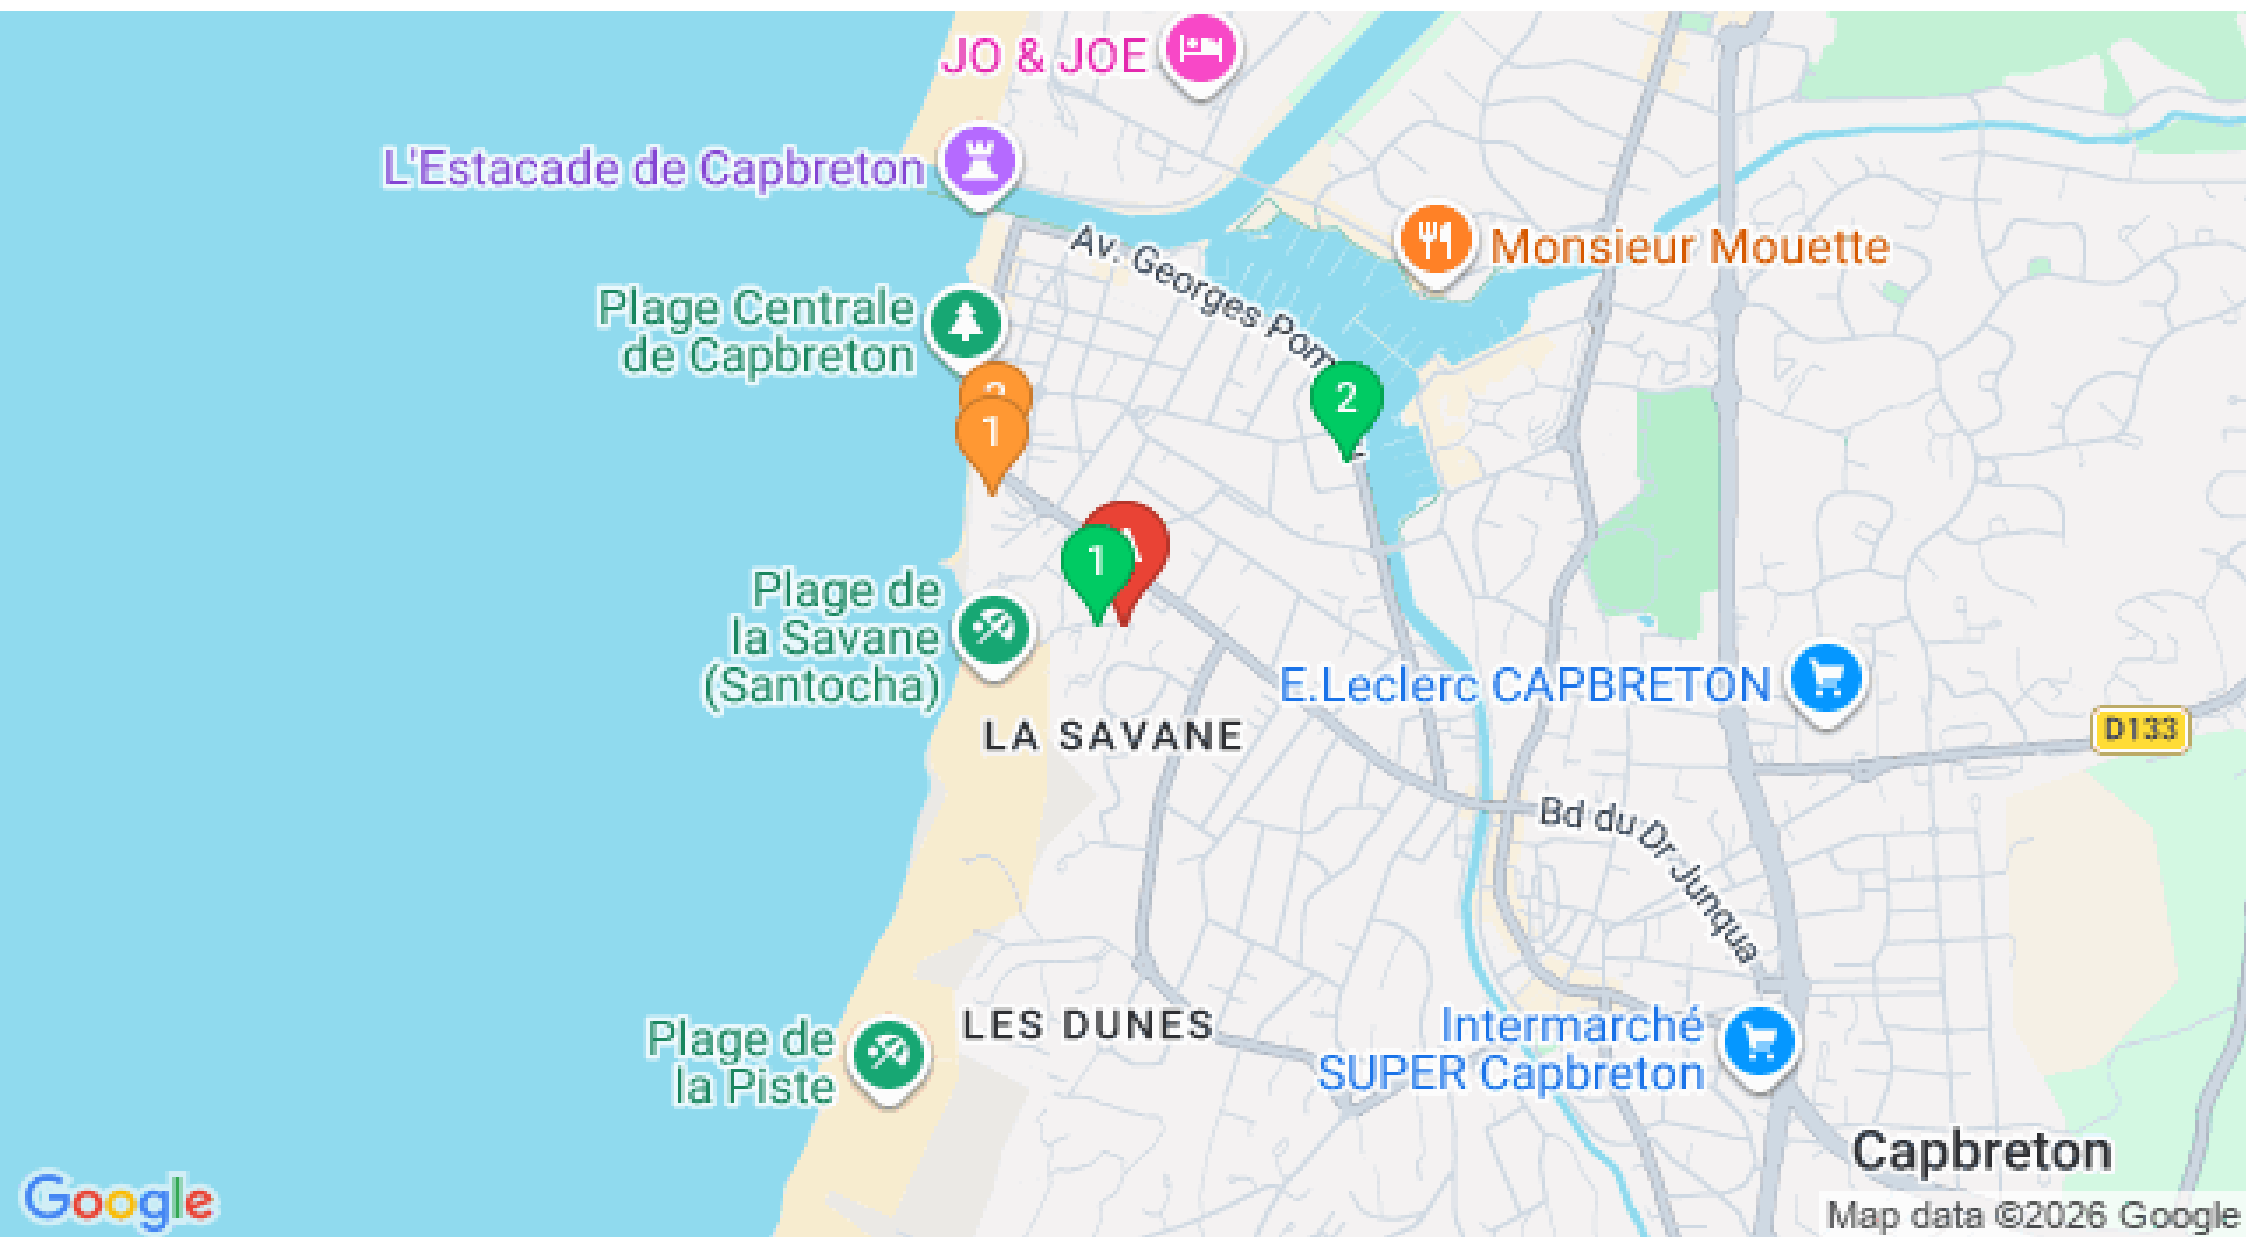 JO & JOE
L'Estacade de Capbreton
Av. Georges Pom
Monsieur Mouette
Plage Centrale
de Capbreton
2
1
1
Plage de
la Savane
(Santocha)
E.Leclerc CAPBRETON
D133
LA SAVANE
Bd du Dr Junqua
LES DUNES
Plage de
la Piste
Intermarché
SUPER Capbreton
Capbreton
Google
Map data ©2026 Google